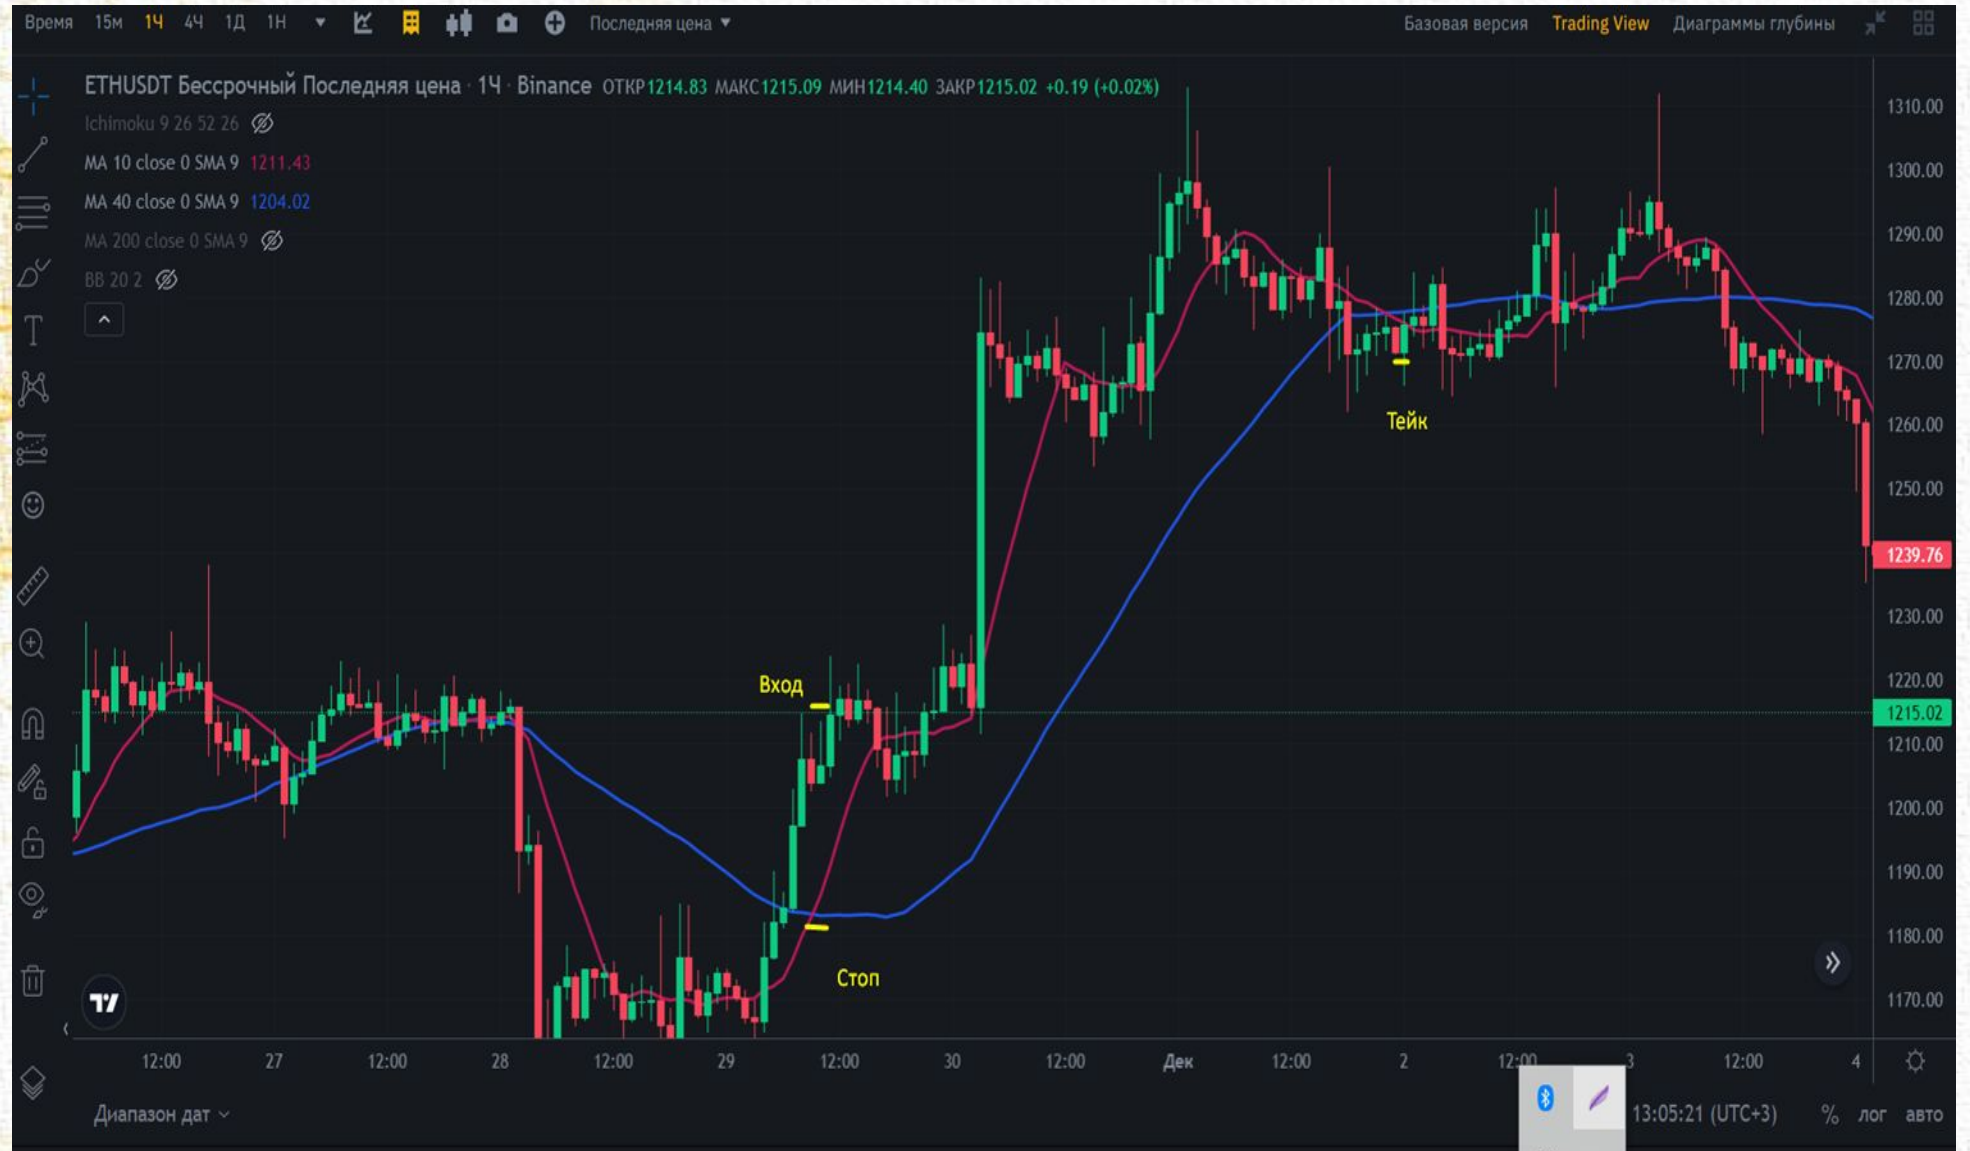 Время 15м 1Ч 4Ч 1Д 1Н Последняя цена Базовая версия Trading View Диаграммы глубины
ETHUSDT Бессрочный Последняя цена · 1Ч · Binance ОТКР1214.83 МАКС1215.09 МИН1214.40 ЗАКР1215.02 +0.19 (+0.02%)
Ichimoku 9 26 52 26
MA 10 close 0 SMA 9 1211.43
MA 40 close 0 SMA 9 1204.02
MA 200 close 0 SMA 9
BB 20 2
1310.00
1300.00
1290.00
1280.00
1270.00
Тейк
1260.00
1250.00
1239.76
1230.00
Вход
1220.00
1215.02
1210.00
1200.00
1190.00
1180.00
Стоп
1170.00
12:00 27 12:00 28 12:00 29 12:00 30 12:00 Дек 12:00 2 12:00 3 12:00 4
Диапазон дат 13:05:21 (UTC+3) % лог авто